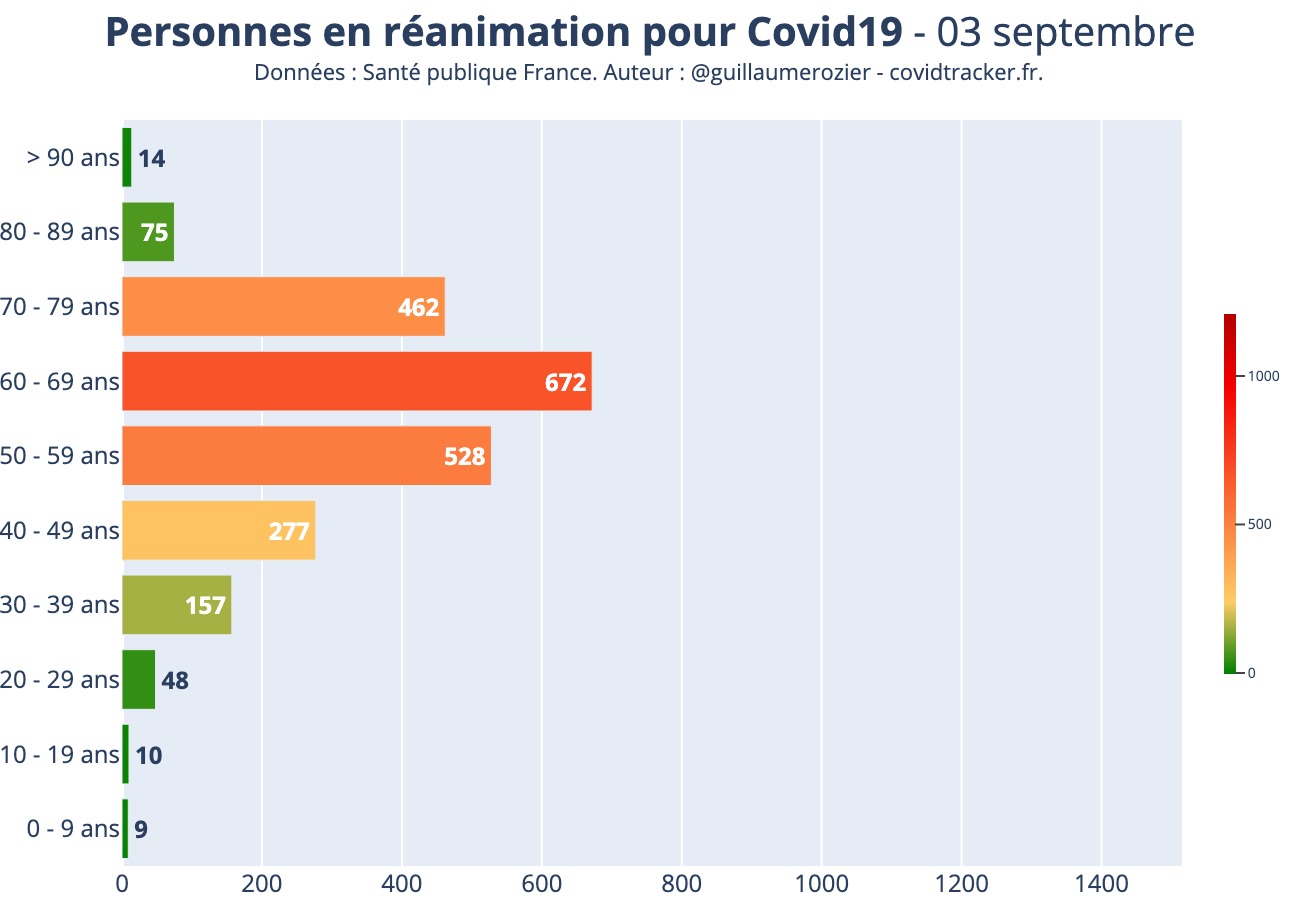 Personnes en réanimation pour Covid19 - 03 septembre
Données : Santé publique France. Auteur : @guillaumerozier - covidtracker.fr.
> 90 ans 14
80 - 89 ans 75
70 - 79 ans 462
60 - 69 ans 672
50 - 59 ans 528
40 - 49 ans 277
30 - 39 ans 157
20 - 29 ans 48
10 - 19 ans 10
0 - 9 ans 9
0 200 400 600 800 1000 1200 1400
1000
500
0